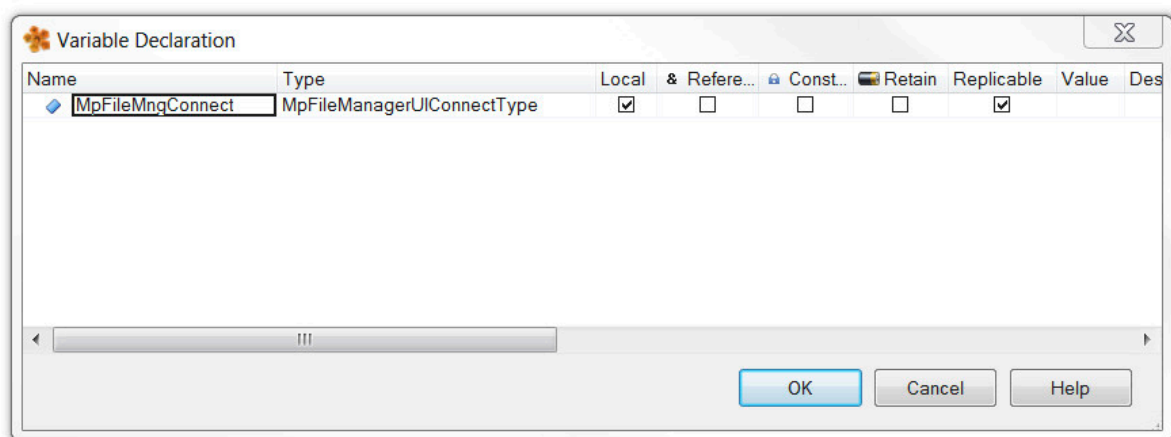 Variable Declaration
Name Type Local & Refere... Const... Retain Replicable Value Des
MpFileMngConnect MpFileManagerUIConnectType
OK Cancel Help